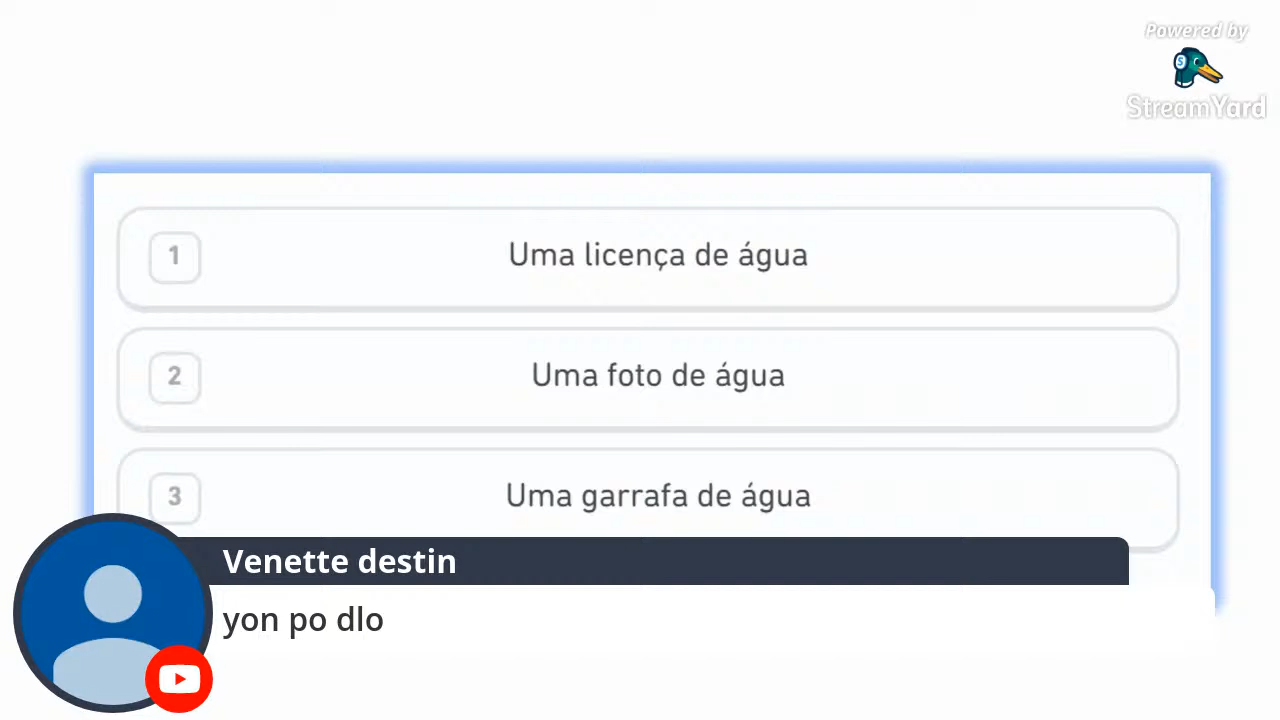 Powered by
StreamYard
1
Uma licença de água
2
Uma foto de água
3
Uma garrafa de água
Venette destin
yon po dlo